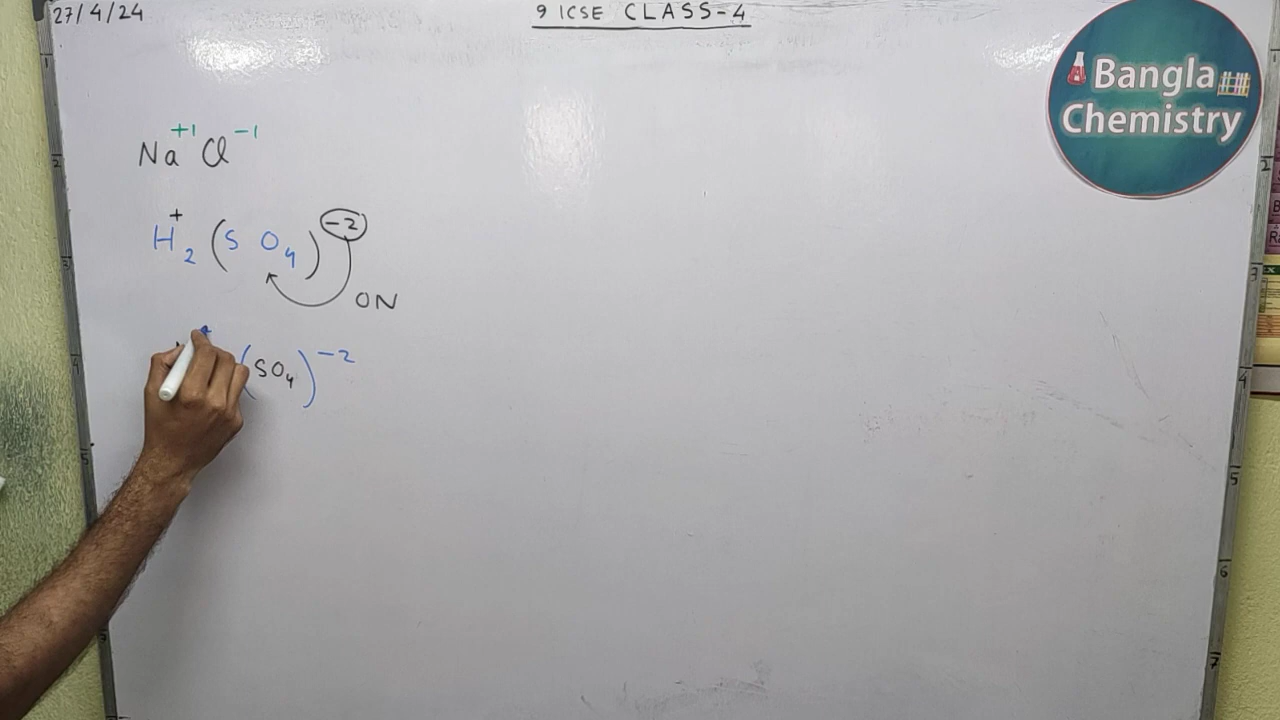 27/4/24
9 ICSE CLASS-4
Bangla
Chemistry
Na⁺¹ Cl⁻¹
H₂⁺ (S O₄)⁻²
ON
(SO₄)⁻²